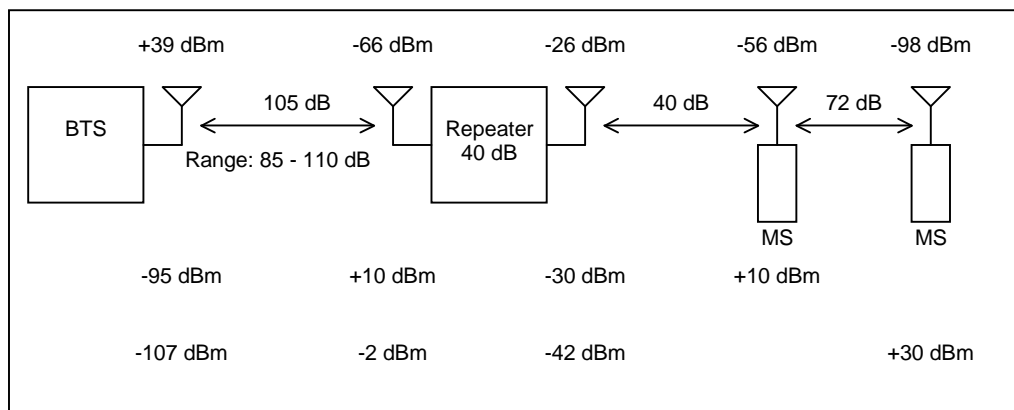 +39 dBm -66 dBm -26 dBm -56 dBm -98 dBm
105 dB 40 dB 72 dB
BTS Repeater
40 dB
Range: 85 - 110 dB
MS MS
-95 dBm +10 dBm -30 dBm +10 dBm
-107 dBm -2 dBm -42 dBm +30 dBm